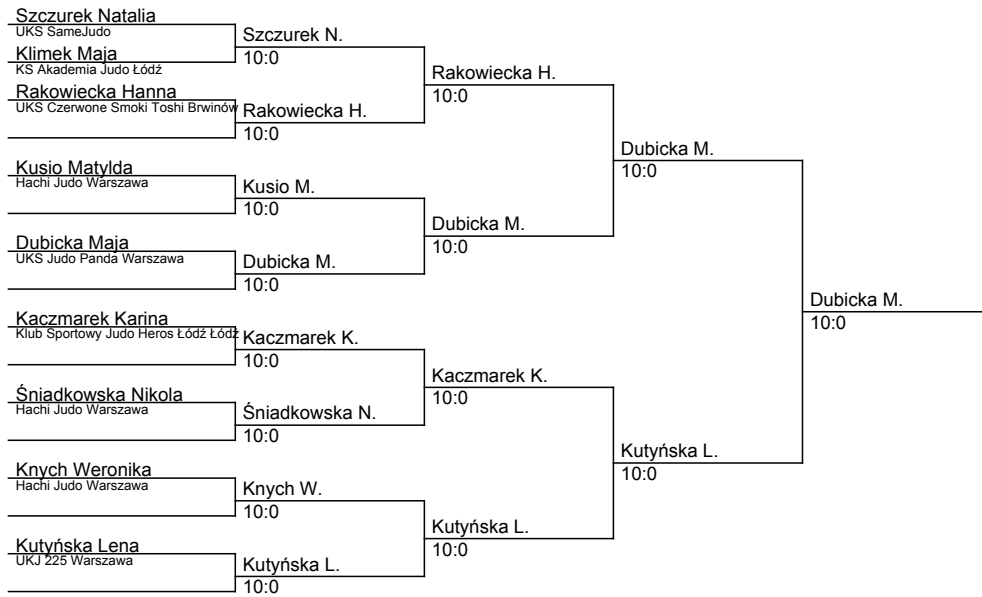 Szczurek Natalia
UKS SameJudo
Klimek Maja
KS Akademia Judo Łódź
Rakowiecka Hanna
UKS Czerwone Smoki Toshi Brwinów
Kusio Matylda
Hachi Judo Warszawa
Dubicka Maja
UKS Judo Panda Warszawa
Kaczmarek Karina
Klub Sportowy Judo Heros Łódź Łódź
Śniadkowska Nikola
Hachi Judo Warszawa
Knych Weronika
Hachi Judo Warszawa
Kutyńska Lena
UKJ 225 Warszawa
Szczurek N.
10:0
Rakowiecka H.
10:0
Kusio M.
10:0
Dubicka M.
10:0
Kaczmarek K.
10:0
Śniadkowska N.
10:0
Knych W.
10:0
Kutyńska L.
10:0
Rakowiecka H.
10:0
Dubicka M.
10:0
Kaczmarek K.
10:0
Kutyńska L.
10:0
Dubicka M.
10:0
Kutyńska L.
10:0
Dubicka M.
10:0